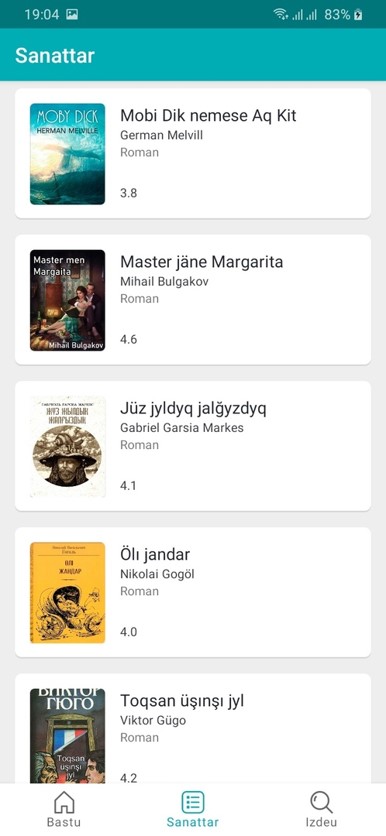 19:04 83%
Sanattar
MOBY DICK
HERMAN MELVILLE
Mobi Dik nemese Aq Kit
German Melvill
Roman
3.8
Master men
Margaita
Mihail Bulgakov
Master jäne Margarita
Mihail Bulgakov
Roman
4.6
ЖҮЗ ЖЫЛДЫҚ
ЖАЛҒЫЗДЫҚ
Jüz jyldyq jalğyzdyq
Gabriel Garsia Markes
Roman
4.1
ӨЛІ
ЖАНДАР
Ölı jandar
Nikolai Gogöl
Roman
4.0
ВИКТОР
ГЮГО
Toqsan
üşınşı
jyl
Toqsan üşınşı jyl
Viktor Gügo
Roman
4.2
Bastu
Sanattar
Izdeu